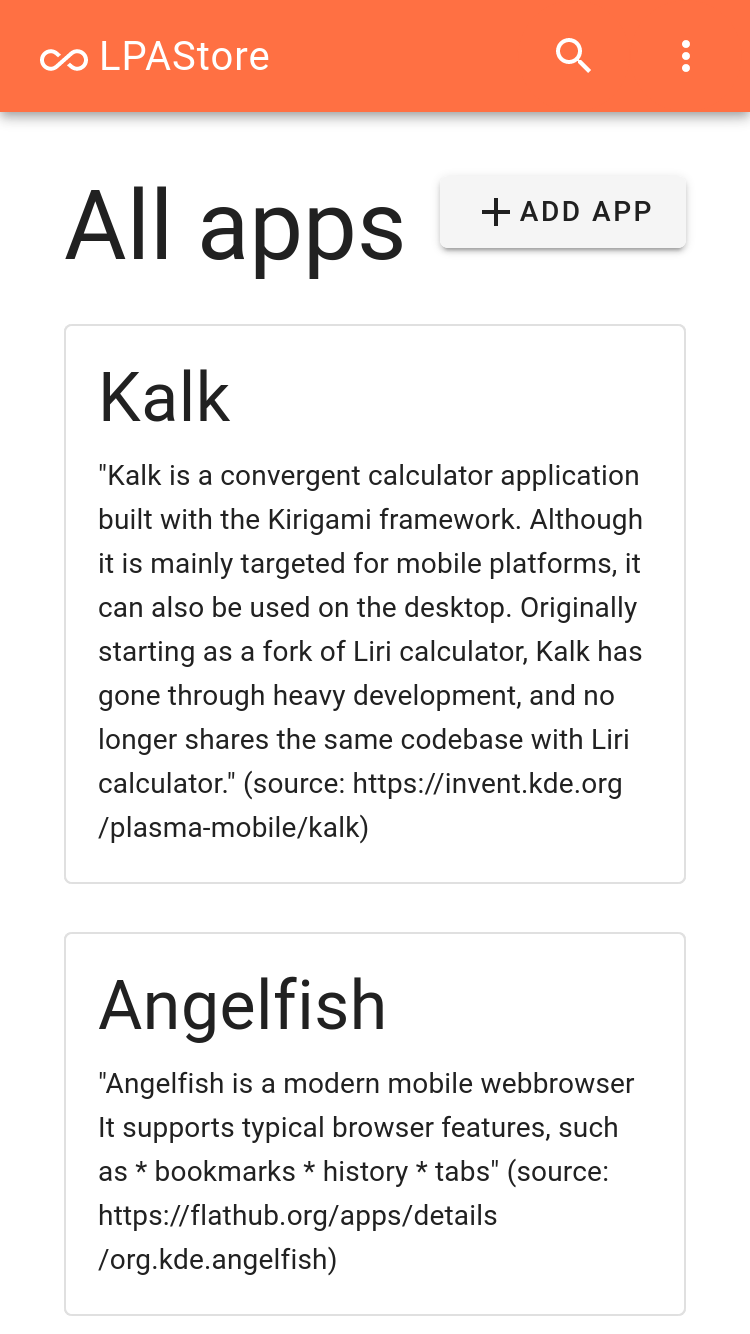 LPAStore
All apps
ADD APP
Kalk
"Kalk is a convergent calculator application
built with the Kirigami framework. Although
it is mainly targeted for mobile platforms, it
can also be used on the desktop. Originally
starting as a fork of Liri calculator, Kalk has
gone through heavy development, and no
longer shares the same codebase with Liri
calculator." (source: https://invent.kde.org
/plasma-mobile/kalk)
Angelfish
"Angelfish is a modern mobile webbrowser
It supports typical browser features, such
as * bookmarks * history * tabs" (source:
https://flathub.org/apps/details
/org.kde.angelfish)